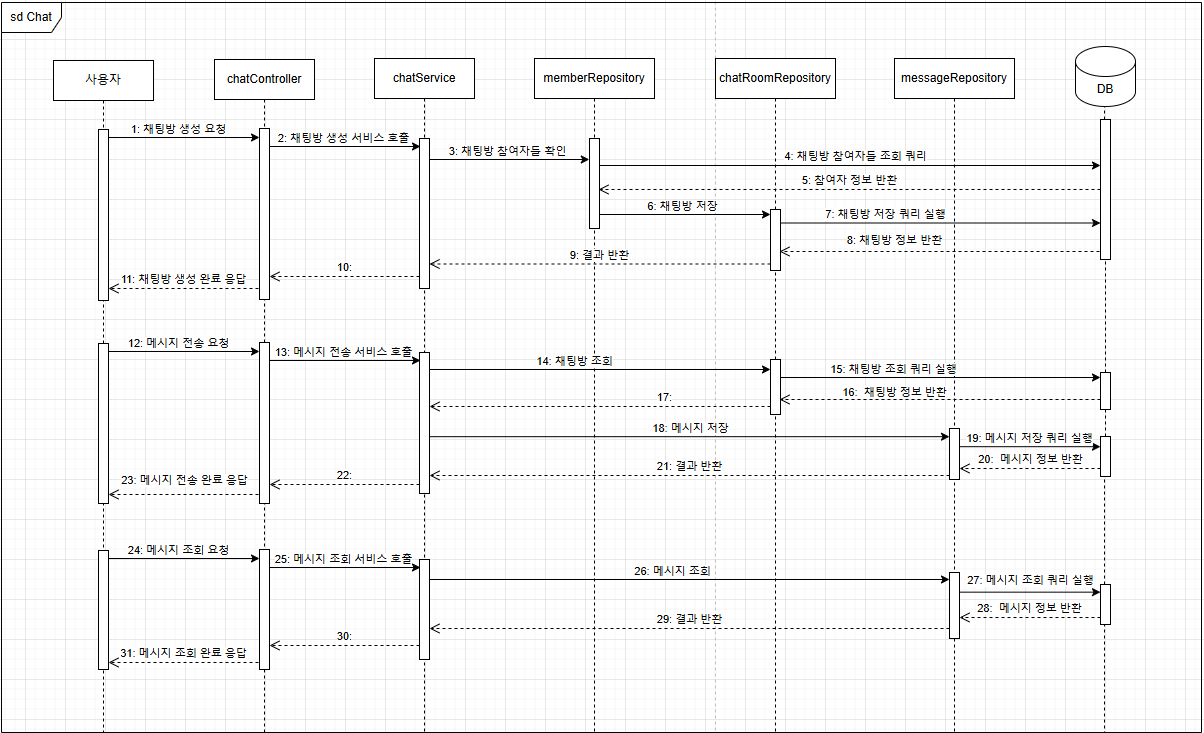 sd Chat
사용자
chatController
chatService
memberRepository
chatRoomRepository
messageRepository
DB
1: 채팅방 생성 요청
2: 채팅방 생성 서비스 호출
3: 채팅방 참여자들 확인
4: 채팅방 참여자들 조회 쿼리
5: 참여자 정보 반환
6: 채팅방 저장
7: 채팅방 저장 쿼리 실행
8: 채팅방 정보 반환
9: 결과 반환
10:
11: 채팅방 생성 완료 응답
12: 메시지 전송 요청
13: 메시지 전송 서비스 호출
14: 채팅방 조회
15: 채팅방 조회 쿼리 실행
16: 채팅방 정보 반환
17:
18: 메시지 저장
19: 메시지 저장 쿼리 실행
20: 메시지 정보 반환
21: 결과 반환
22:
23: 메시지 전송 완료 응답
24: 메시지 조회 요청
25: 메시지 조회 서비스 호출
26: 메시지 조회
27: 메시지 조회 쿼리 실행
28: 메시지 정보 반환
29: 결과 반환
30:
31: 메시지 조회 완료 응답